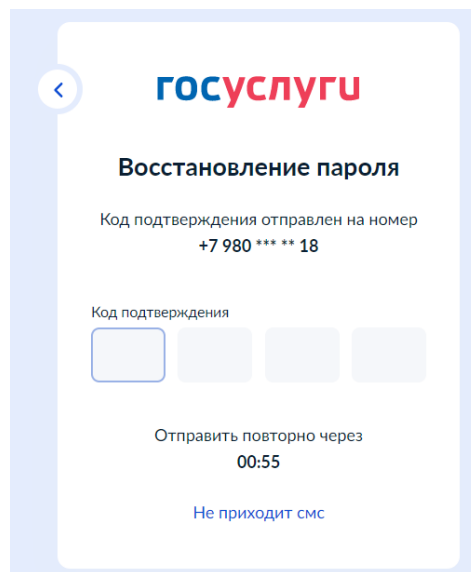 госуслуги
Восстановление пароля
Код подтверждения отправлен на номер
+7 980 *** ** 18
Код подтверждения
Отправить повторно через
00:55
Не приходит смс